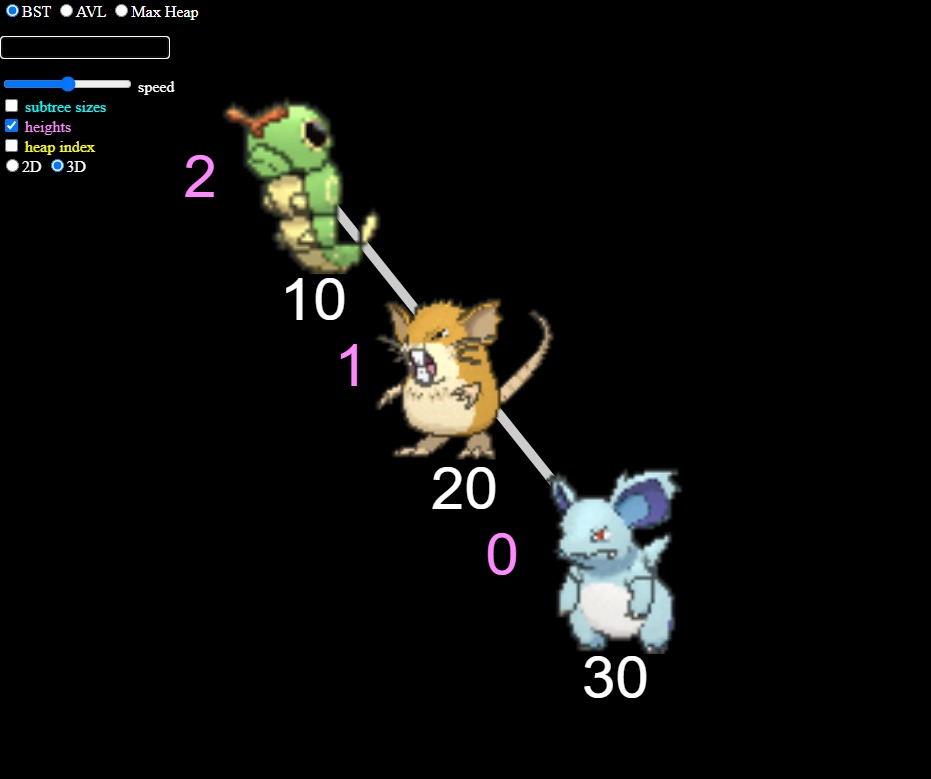 BST AVL Max Heap
speed
subtree sizes
heights
heap index
2D 3D
2
10
1
20
0
30